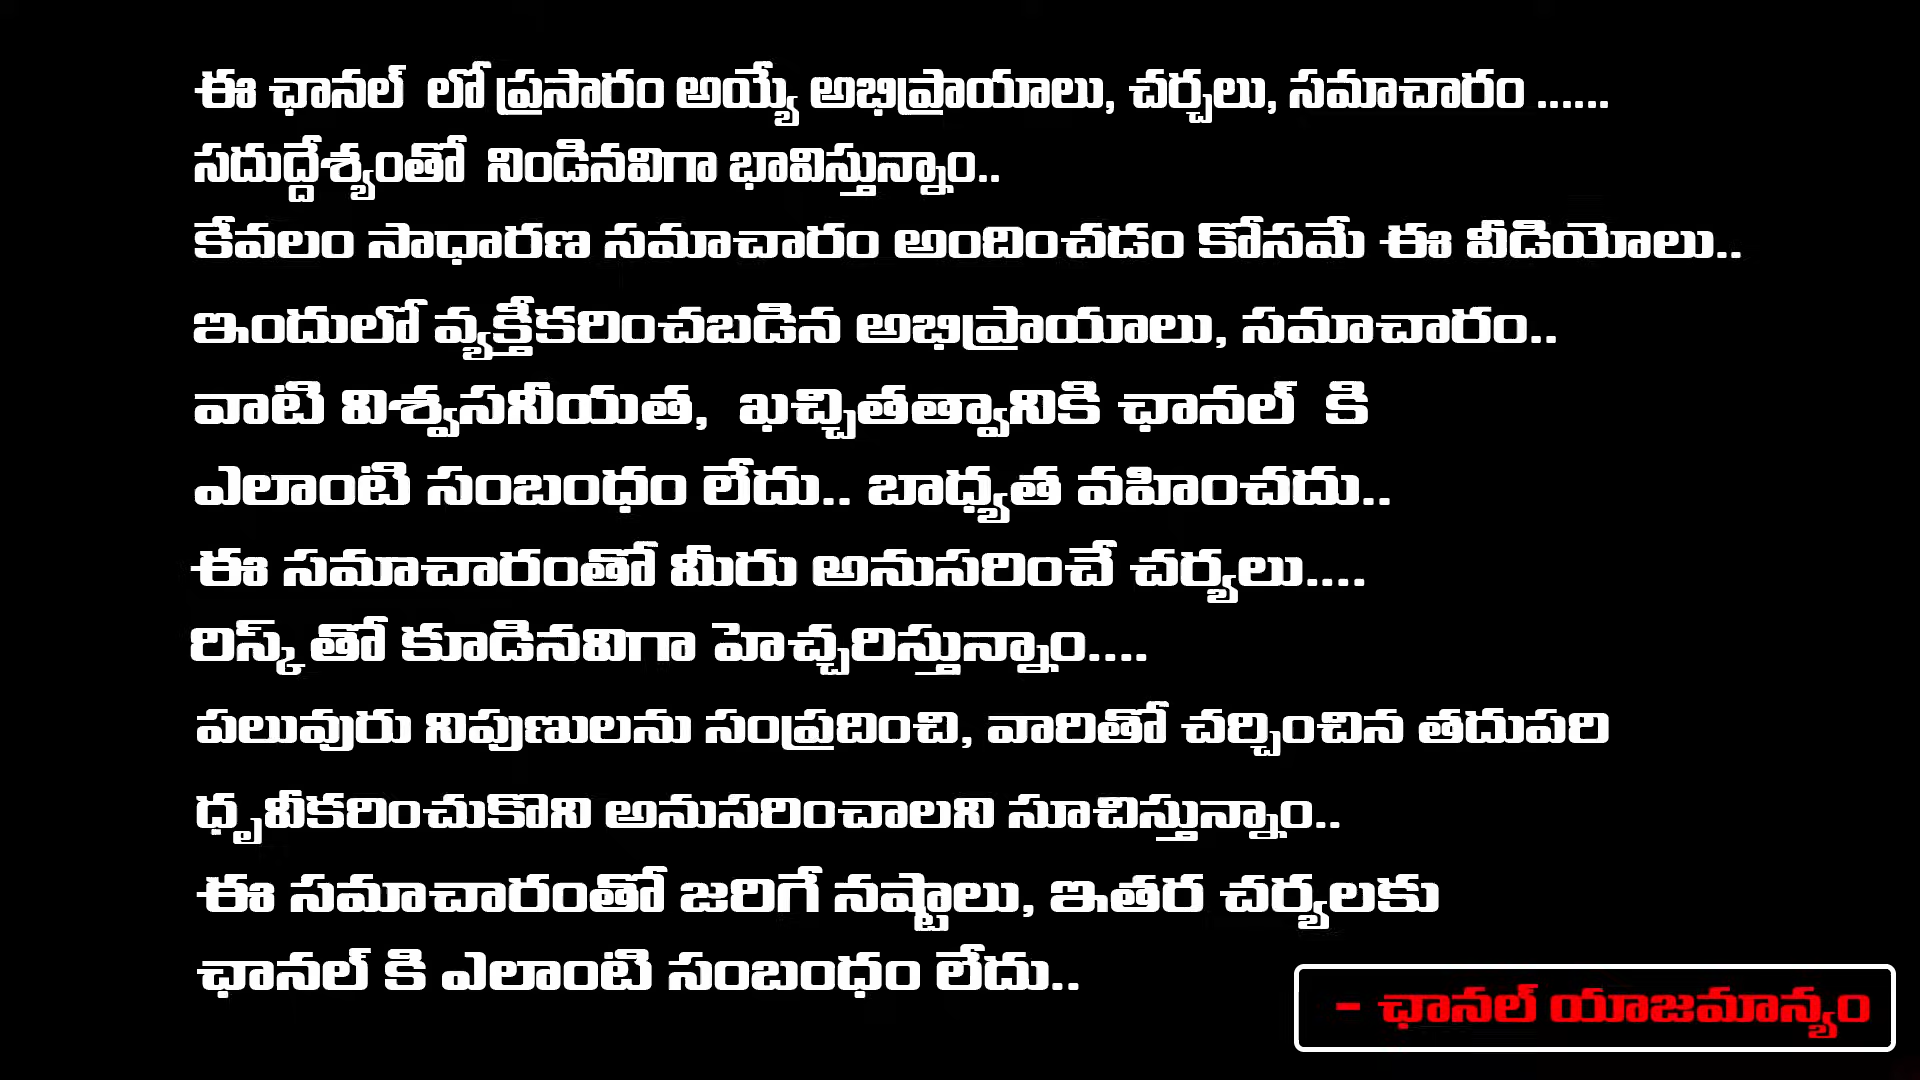 ఈ ఛానల్ లో ప్రసారం అయ్యే అభిప్రాయాలు, చర్చలు, సమాచారం ......
సదుద్దేశ్యంతో నిండినవిగా భావిస్తున్నాం..
కేవలం సాధారణ సమాచారం అందించడం కోసమే ఈ వీడియోలు..
ఇందులో వ్యక్తీకరించబడిన అభిప్రాయాలు, సమాచారం..
వాటి విశ్వసనీయత, ఖచ్చితత్వానికి ఛానల్ కి
ఎలాంటి సంబంధం లేదు.. బాధ్యత వహించదు..
ఈ సమాచారంతో మీరు అనుసరించే చర్యలు....
రిస్క్ తో కూడినవిగా హెచ్చరిస్తున్నాం....
పలువురు నిపుణులను సంప్రదించి, వారితో చర్చించిన తదుపరి
ధృవీకరించుకొని అనుసరించాలని సూచిస్తున్నాం..
ఈ సమాచారంతో జరిగే నష్టాలు, ఇతర చర్యలకు
ఛానల్ కి ఎలాంటి సంబంధం లేదు..
- ఛానల్ యాజమాన్యం